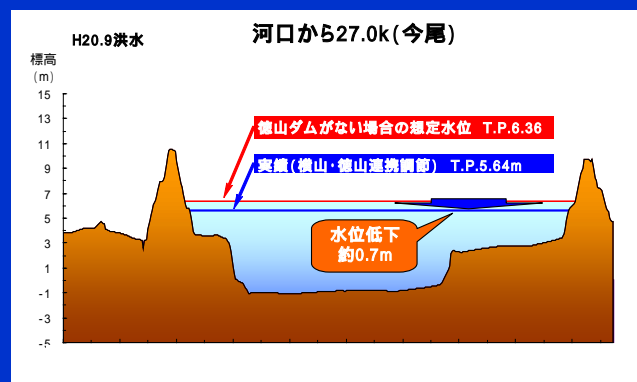 河口から27.0k(今尾)
H20.9洪水
標高
(m)
15
13
11
9
7
5
3
1
-1
-3
-5
徳山ダムがない場合の想定水位 T.P.6.36
実績(横山・徳山連携調節) T.P.5.64m
水位低下
約0.7m